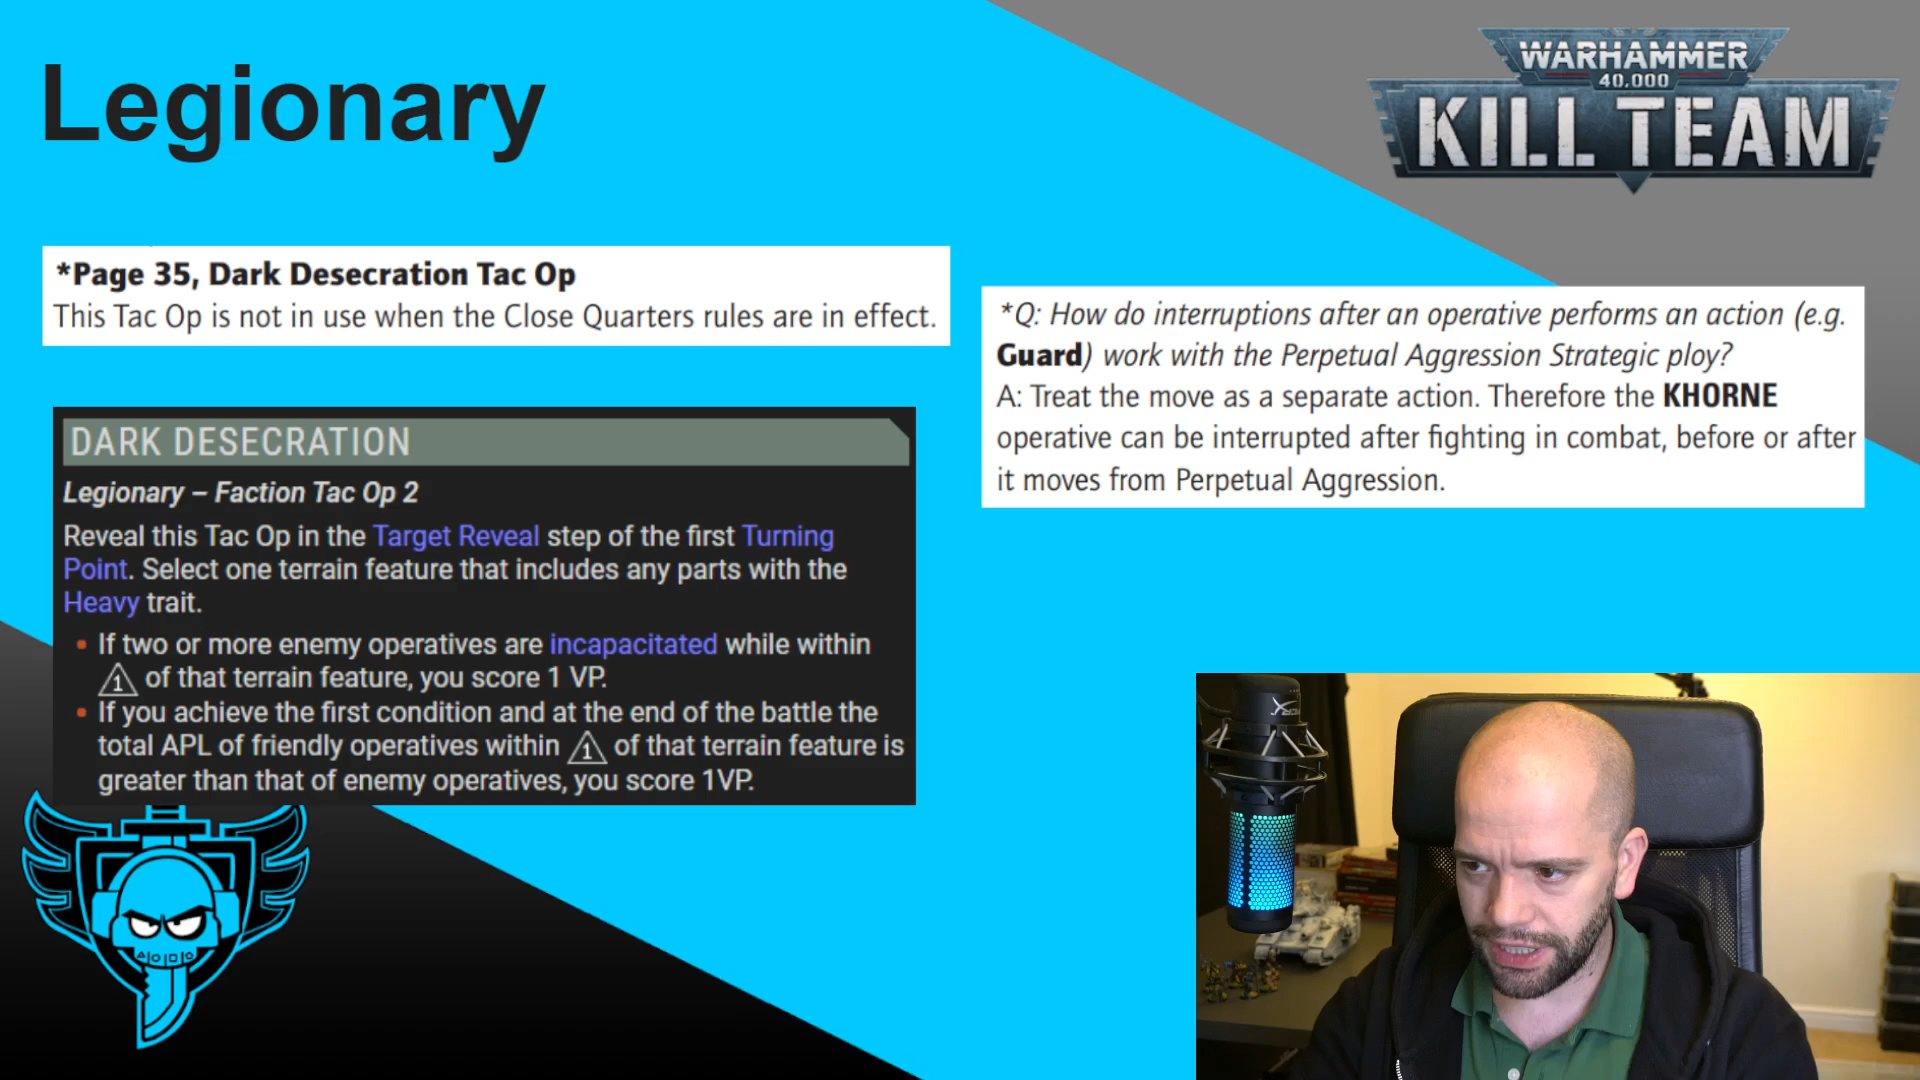 Legionary
WARHAMMER
40,000
KILL TEAM
*Page 35, Dark Desecration Tac Op
This Tac Op is not in use when the Close Quarters rules are in effect.
*Q: How do interruptions after an operative performs an action (e.g.
Guard) work with the Perpetual Aggression Strategic ploy?
A: Treat the move as a separate action. Therefore the KHORNE
operative can be interrupted after fighting in combat, before or after
it moves from Perpetual Aggression.
DARK DESECRATION
Legionary – Faction Tac Op 2
Reveal this Tac Op in the Target Reveal step of the first Turning
Point. Select one terrain feature that includes any parts with the
Heavy trait.
• If two or more enemy operatives are incapacitated while within
1 of that terrain feature, you score 1 VP.
• If you achieve the first condition and at the end of the battle the
total APL of friendly operatives within 1 of that terrain feature is
greater than that of enemy operatives, you score 1VP.